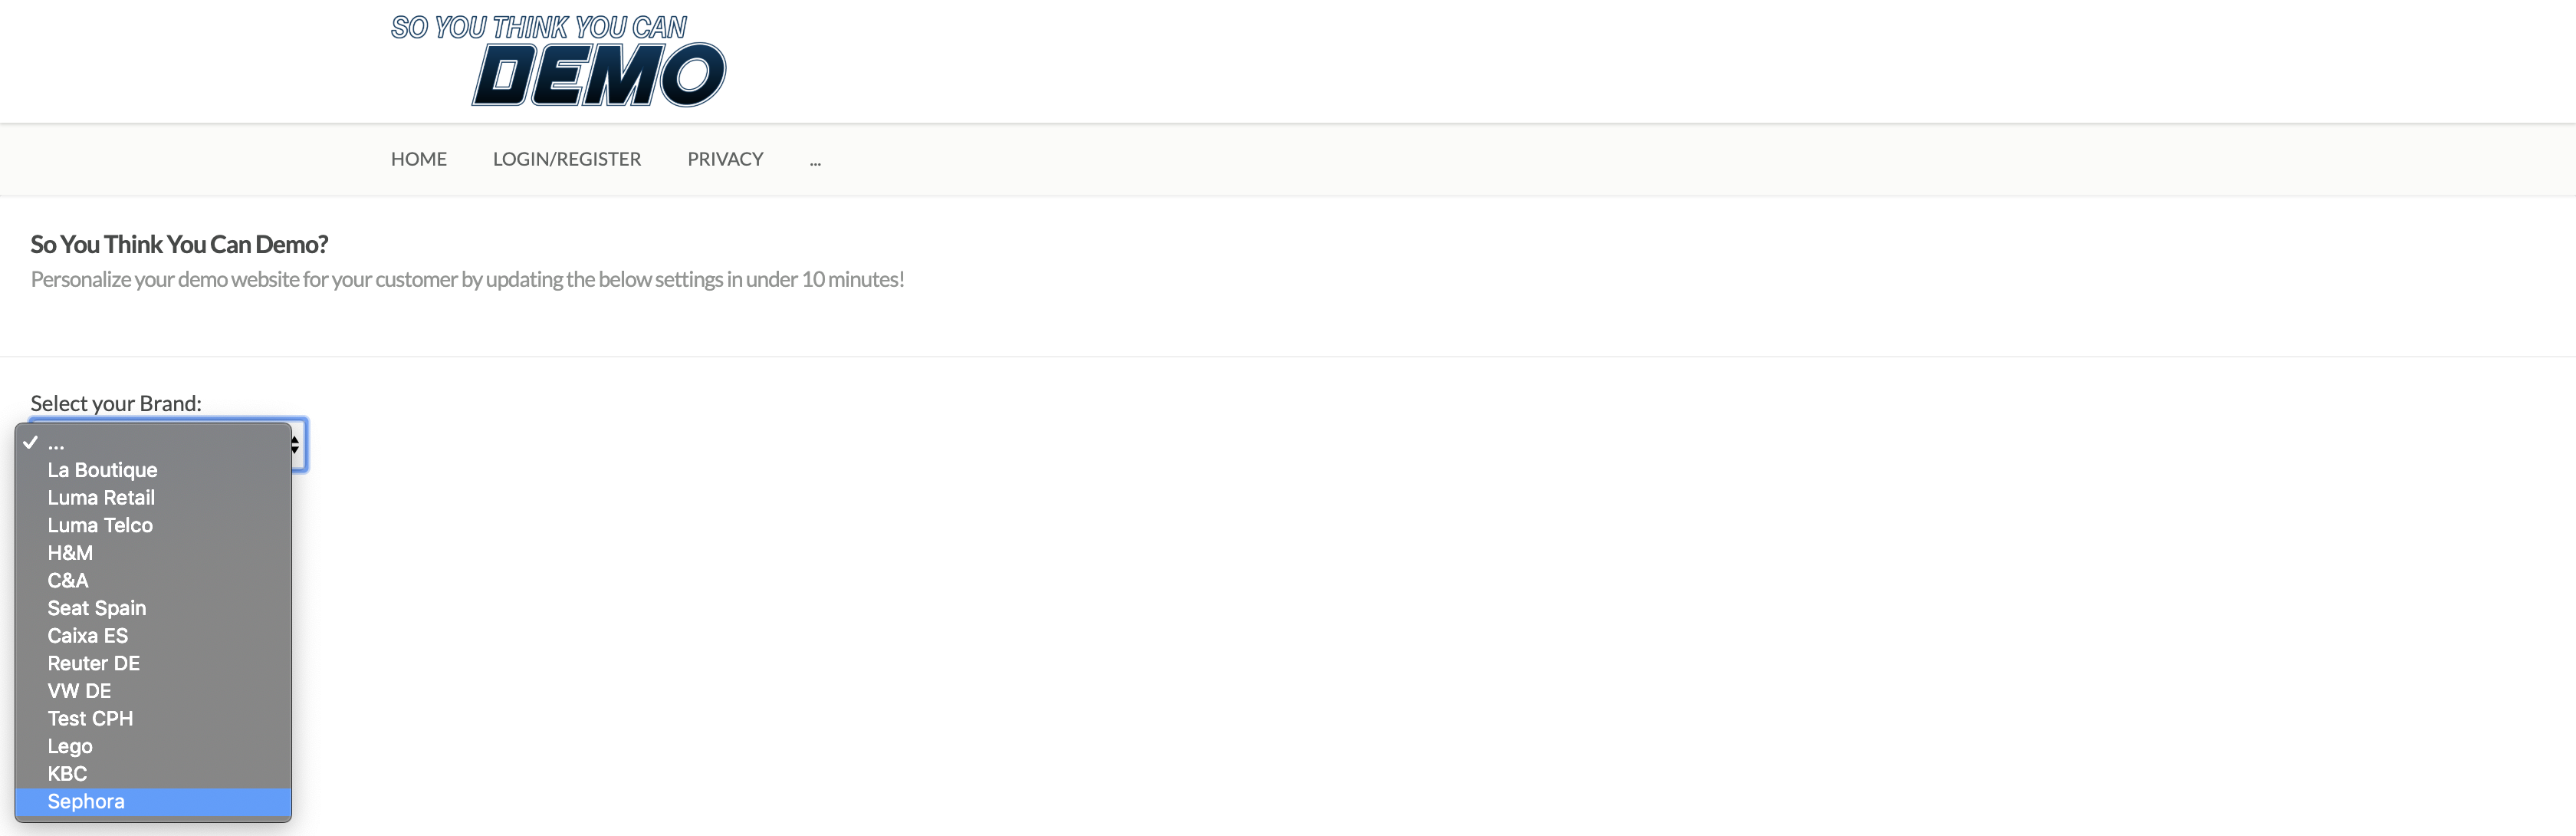 SO YOU THINK YOU CAN
DEMO
HOME LOGIN/REGISTER PRIVACY ...
So You Think You Can Demo?
Personalize your demo website for your customer by updating the below settings in under 10 minutes!
Select your Brand:
...
La Boutique
Luma Retail
Luma Telco
H&M
C&A
Seat Spain
Caixa ES
Reuter DE
VW DE
Test CPH
Lego
KBC
Sephora